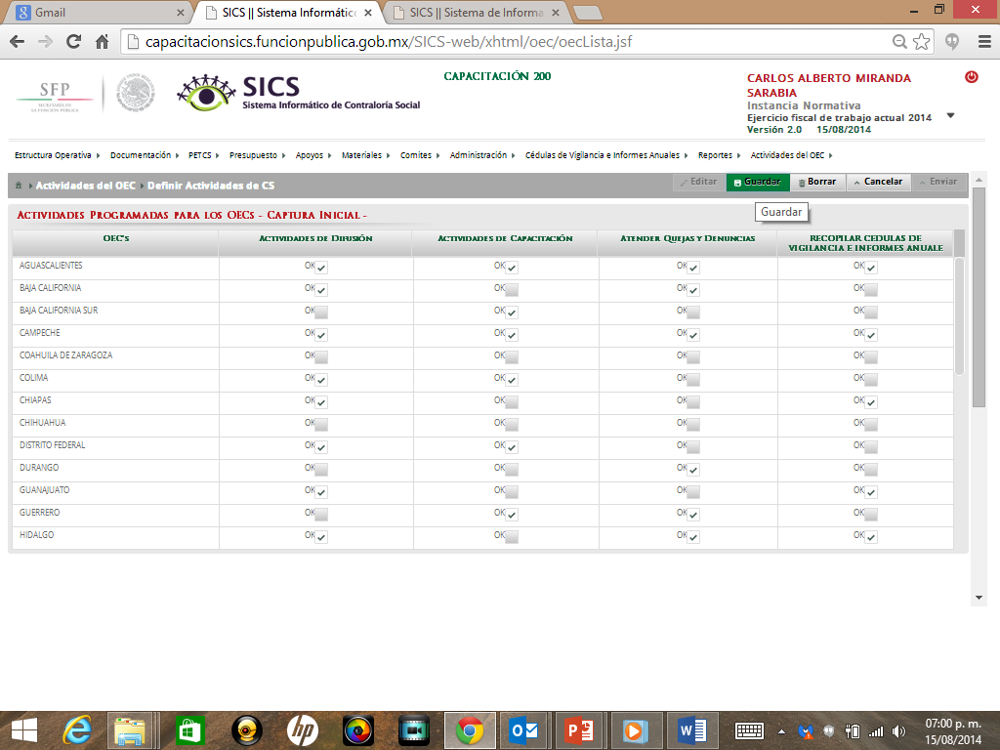 Gmail
SICS || Sistema Informátic
SICS || Sistema de Informa
capacitacionsics.funcionpublica.gob.mx/SICS-web/xhtml/oec/oecLista.jsf
SFP
SECRETARÍA DE
LA FUNCIÓN PÚBLICA
SICS
Sistema Informático de Contraloría Social
CAPACITACIÓN 200
CARLOS ALBERTO MIRANDA
SARABIA
Instancia Normativa
Ejercicio fiscal de trabajo actual 2014
Versión 2.0 15/08/2014
Estructura Operativa Documentación PETCS Presupuesto Apoyos Materiales Comites Administración Cédulas de Vigilancia e Informes Anuales Reportes Actividades del OEC
Actividades del OEC Definir Actividades de CS
Editar Guardar Borrar Cancelar Enviar
Guardar
Actividades Programadas para los OECs - Captura Inicial -
OEC's Actividades de Difusión Actividades de Capacitación Atender Quejas y Denuncias RECOPILAR CEDULAS DE
VIGILANCIA E INFORMES ANUALE
AGUASCALIENTES OK OK OK OK
BAJA CALIFORNIA OK OK OK OK
BAJA CALIFORNIA SUR OK OK OK OK
CAMPECHE OK OK OK OK
COAHUILA DE ZARAGOZA OK OK OK OK
COLIMA OK OK OK OK
CHIAPAS OK OK OK OK
CHIHUAHUA OK OK OK OK
DISTRITO FEDERAL OK OK OK OK
DURANGO OK OK OK OK
GUANAJUATO OK OK OK OK
GUERRERO OK OK OK OK
HIDALGO OK OK OK OK
07:00 p. m.
15/08/2014